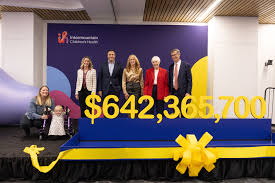 Intermountain
Children's Health
$642,365,700